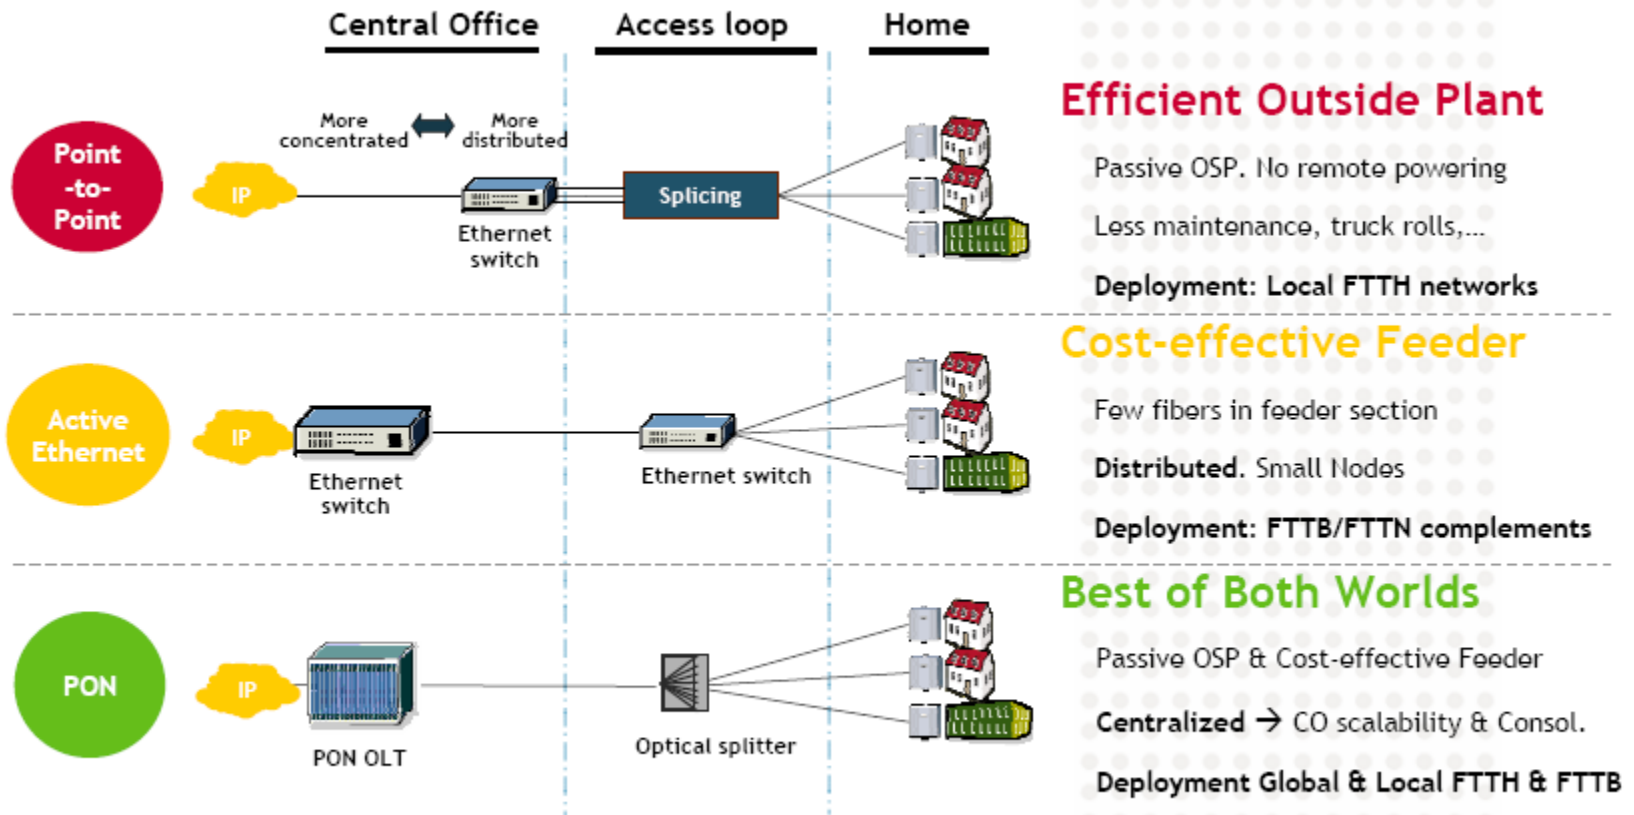 Central Office
Access loop
Home
Efficient Outside Plant
More
concentrated
More
distributed
Point
-to-
Point
IP
Splicing
Ethernet
switch
Passive OSP. No remote powering
Less maintenance, truck rolls,...
Deployment: Local FTTH networks
Cost-effective Feeder
Active
Ethernet
IP
Ethernet
switch
Ethernet switch
Few fibers in feeder section
Distributed. Small Nodes
Deployment: FTTB/FTTN complements
Best of Both Worlds
PON
IP
PON OLT
Optical splitter
Passive OSP & Cost-effective Feeder
Centralized → CO scalability & Consol.
Deployment Global & Local FTTH & FTTB